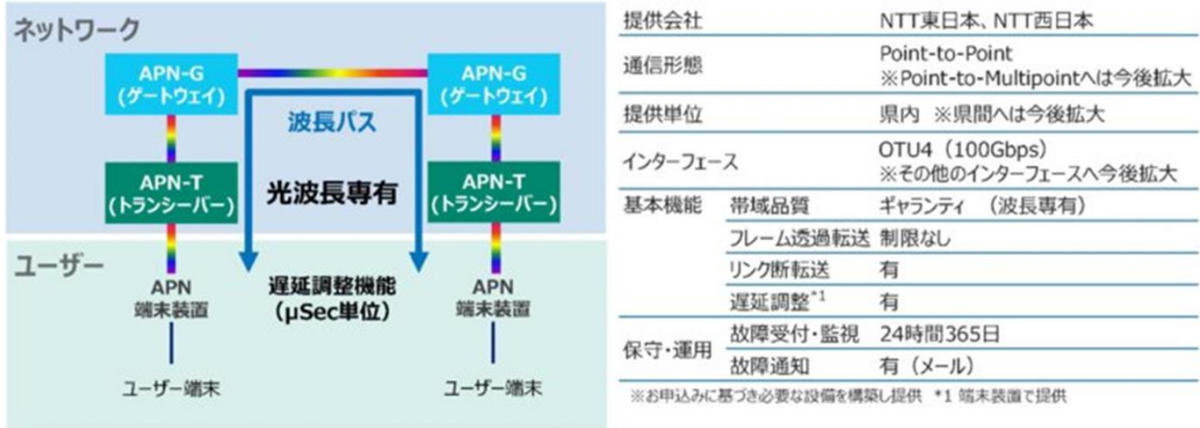 ネットワーク
APN-G
(ゲートウェイ)
APN-G
(ゲートウェイ)
波長パス
APN-T
(トランシーバー)
光波長専有
APN-T
(トランシーバー)
ユーザー
APN
端末装置
遅延調整機能
(μSec単位)
APN
端末装置
ユーザー端末
ユーザー端末
提供会社 NTT東日本、NTT西日本
通信形態 Point-to-Point
※Point-to-Multipointへは今後拡大
提供単位 県内 ※県間へは今後拡大
インターフェース OTU4（100Gbps）
※その他のインターフェースへ今後拡大
基本機能 帯域品質 ギャランティ （波長専有）
フレーム透過転送 制限なし
リンク断転送 有
遅延調整*1 有
保守・運用 故障受付・監視 24時間365日
故障通知 有（メール）
※お申込みに基づき必要な設備を構築し提供 *1 端末装置で提供